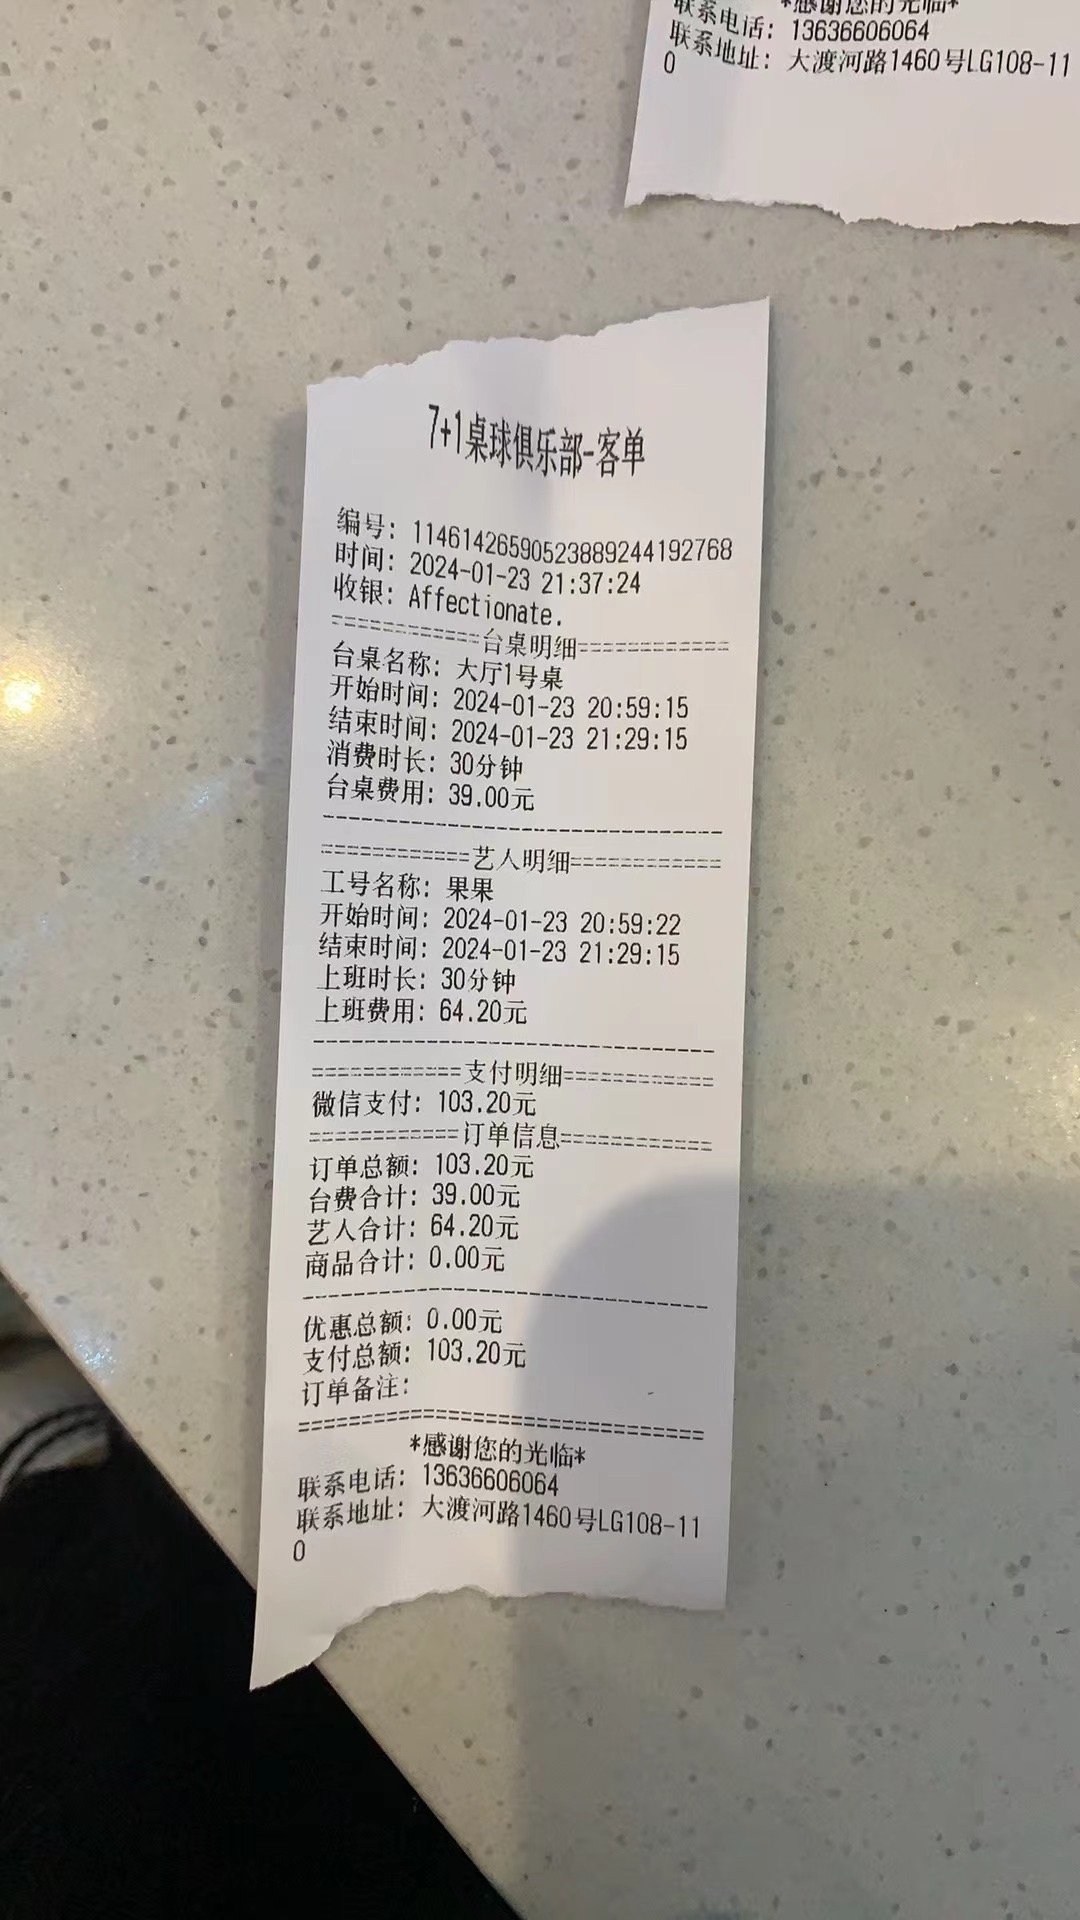 *感谢您的光临*
联系电话: 13636606064
联系地址: 大渡河路1460号LG108-11
0
7+1桌球俱乐部-客单
编号: 1146142659052388924​4192768
时间: 2024-01-23 21:37:24
收银: Affectionate.
============台桌明细============
台桌名称: 大厅1号桌
开始时间: 2024-01-23 20:59:15
结束时间: 2024-01-23 21:29:15
消费时长: 30分钟
台桌费用: 39.00元
--------------------------------
============艺人明细============
工号名称: 果果
开始时间: 2024-01-23 20:59:22
结束时间: 2024-01-23 21:29:15
上班时长: 30分钟
上班费用: 64.20元
--------------------------------
============支付明细============
微信支付: 103.20元
============订单信息============
订单总额: 103.20元
台费合计: 39.00元
艺人合计: 64.20元
商品合计: 0.00元
--------------------------------
优惠总额: 0.00元
支付总额: 103.20元
订单备注:
================================
*感谢您的光临*
联系电话: 13636606064
联系地址: 大渡河路1460号LG108-11
0